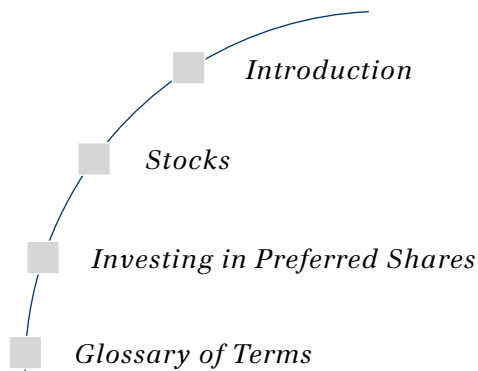 Introduction
Stocks
Investing in Preferred Shares
Glossary of Terms